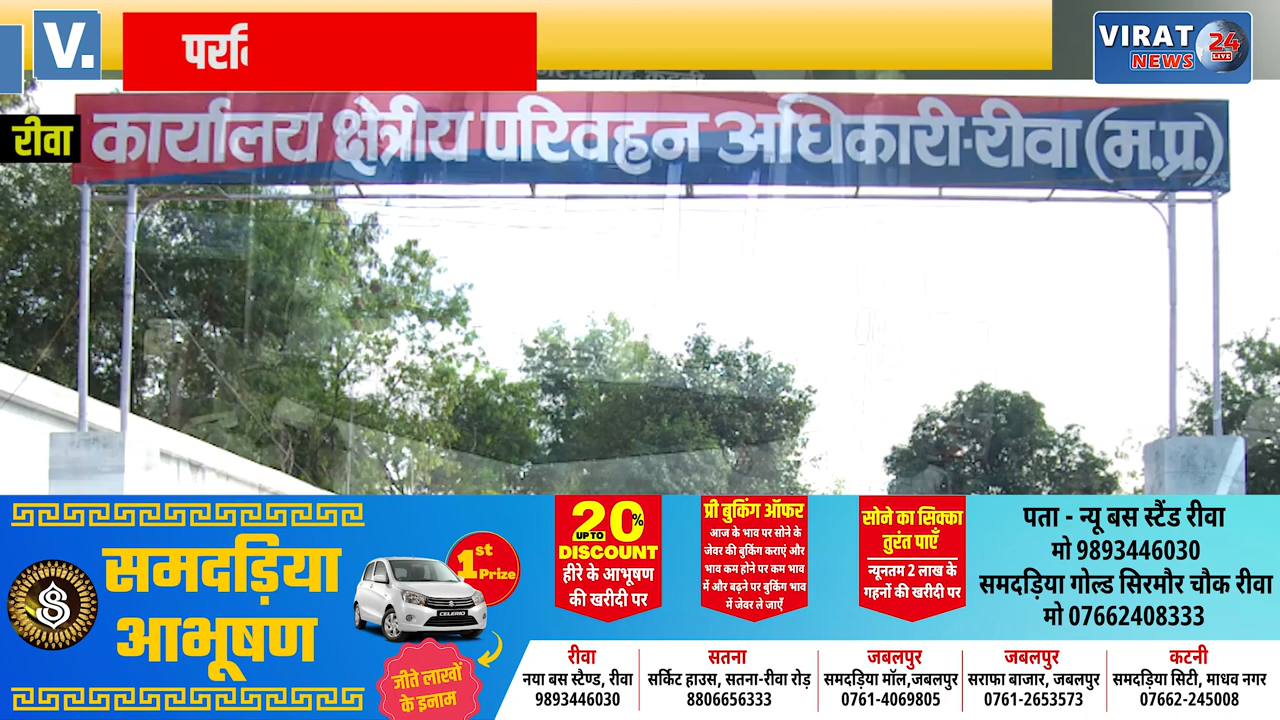 V.
VIRAT
24
NEWS
LIVE
रीवा
कार्यालय क्षेत्रीय परिवहन अधिकारी-रीवा (म.प्र.)
समदड़िया
आभूषण
S
CELERIO
1st
Prize
जीते लाखों
के इनाम
20%
UP TO
DISCOUNT
हीरे के आभूषण
की खरीदी पर
प्री बुकिंग ऑफर
आज के भाव पर सोने के
जेवर की बुकिंग कराएं और
भाव कम होने पर कम भाव
में और बढ़ने पर बुकिंग भाव
में जेवर ले जाएँ
सोने का सिक्का
तुरंत पाएँ
न्यूनतम 2 लाख के
गहनों की खरीदी पर
पता - न्यू बस स्टैंड रीवा
मो 9893446030
समदड़िया गोल्ड सिरमौर चौक रीवा
मो 07662408333
रीवा
नया बस स्टैण्ड, रीवा
9893446030
सतना
सर्किट हाउस, सतना-रीवा रोड़
8806656333
जबलपुर
समदड़िया मॉल,जबलपुर
0761-4069805
जबलपुर
सराफा बाजार, जबलपुर
0761-2653573
कटनी
समदड़िया सिटी, माधव नगर
07662-245008